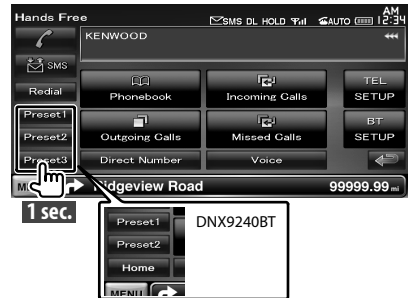 Hands Free
SMS DL HOLD AUTO AM 12:34
KENWOOD
SMS
Redial
Preset1
Preset2
Preset3
Phonebook
Incoming Calls
TEL SETUP
Outgoing Calls
Missed Calls
BT SETUP
Direct Number
Voice
M
Ridgeview Road
99999.99 mi
1 sec.
Preset1
Preset2
Home
MENU
DNX9240BT